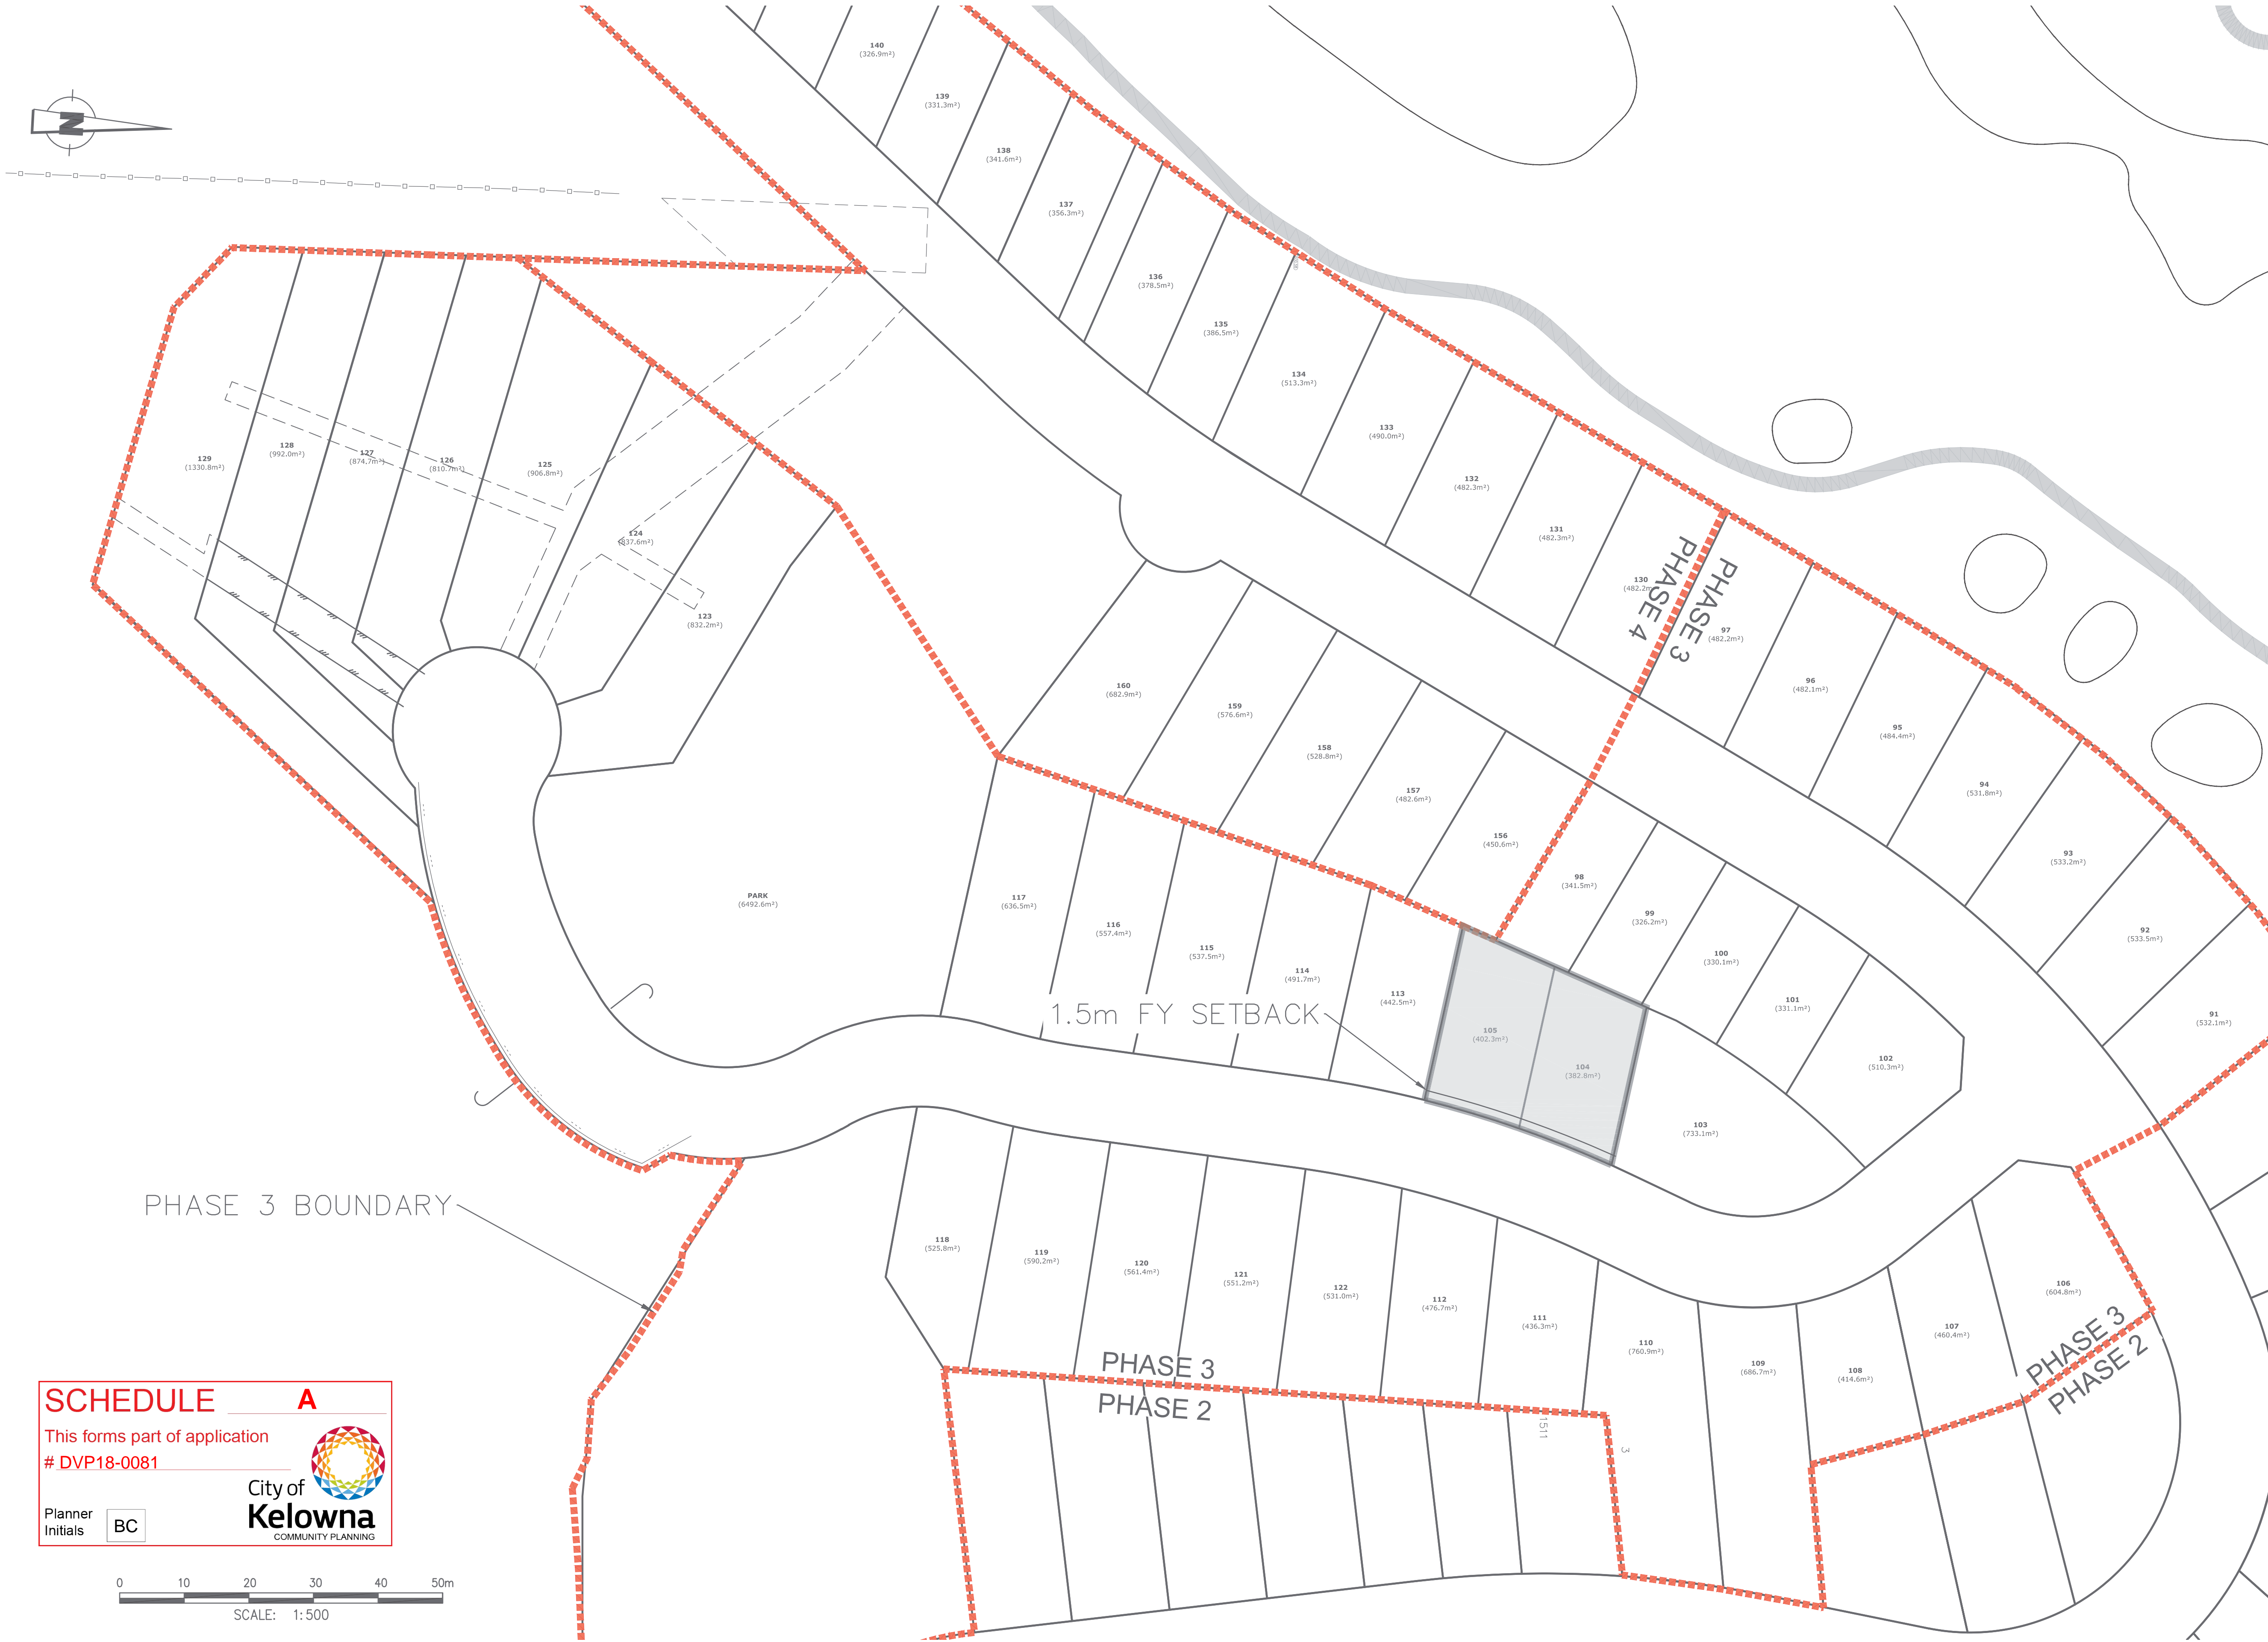 140
(326.9m²)
139
(331.3m²)
138
(341.6m²)
137
(356.3m²)
136
(378.5m²)
135
(386.5m²)
134
(513.3m²)
133
(490.0m²)
132
(482.3m²)
131
(482.3m²)
130
(482.2m²)
PHASE 4
PHASE 3
97
(482.2m²)
96
(482.1m²)
95
(484.4m²)
94
(531.8m²)
93
(533.2m²)
92
(533.5m²)
91
(532.1m²)
N
129
(1330.8m²)
128
(992.0m²)
127
(874.7m²)
126
(810.7m²)
125
(906.8m²)
124
(837.6m²)
123
(832.2m²)
160
(682.9m²)
159
(576.6m²)
158
(528.8m²)
157
(482.6m²)
156
(450.6m²)
98
(341.5m²)
99
(326.2m²)
100
(330.1m²)
101
(331.1m²)
102
(510.3m²)
PARK
(6492.6m²)
117
(636.5m²)
116
(557.4m²)
115
(537.5m²)
114
(491.7m²)
113
(442.5m²)
1.5m FY SETBACK
105
(402.3m²)
104
(382.8m²)
103
(733.1m²)
PHASE 3 BOUNDARY
118
(525.8m²)
119
(590.2m²)
120
(561.4m²)
121
(551.2m²)
122
(531.0m²)
112
(476.7m²)
111
(436.3m²)
110
(760.9m²)
109
(686.7m²)
108
(414.6m²)
107
(460.4m²)
106
(604.8m²)
PHASE 3
PHASE 2
PHASE 3
PHASE 2
1511
3
SCHEDULE A
This forms part of application
# DVP18-0081
City of
Kelowna
COMMUNITY PLANNING
Planner
Initials
BC
0 10 20 30 40 50m
SCALE: 1:500